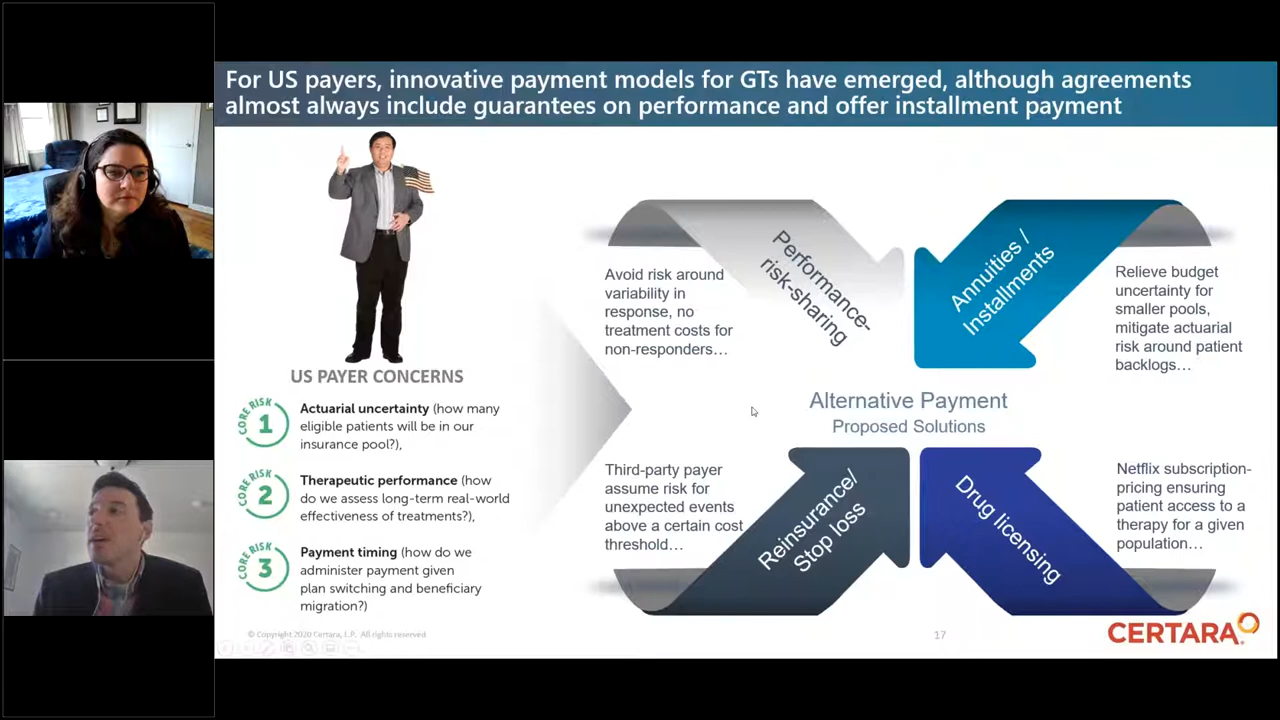 For US payers, innovative payment models for GTs have emerged, although agreements
almost always include guarantees on performance and offer installment payment
US PAYER CONCERNS
CORE RISK
1
Actuarial uncertainty (how many
eligible patients will be in our
insurance pool?),
CORE RISK
2
Therapeutic performance (how
do we assess long-term real-world
effectiveness of treatments?),
CORE RISK
3
Payment timing (how do we
administer payment given
plan switching and beneficiary
migration?)
Avoid risk around
variability in
response, no
treatment costs for
non-responders…
Performance-
risk-sharing
Annuities /
Installments
Relieve budget
uncertainty for
smaller pools,
mitigate actuarial
risk around patient
backlogs…
Alternative Payment
Proposed Solutions
Third-party payer
assume risk for
unexpected events
above a certain cost
threshold…
Reinsurance/
Stop loss
Drug licensing
Netflix subscription-
pricing ensuring
patient access to a
therapy for a given
population…
© Copyright 2020 Certara, L.P. All rights reserved
17
CERTARA